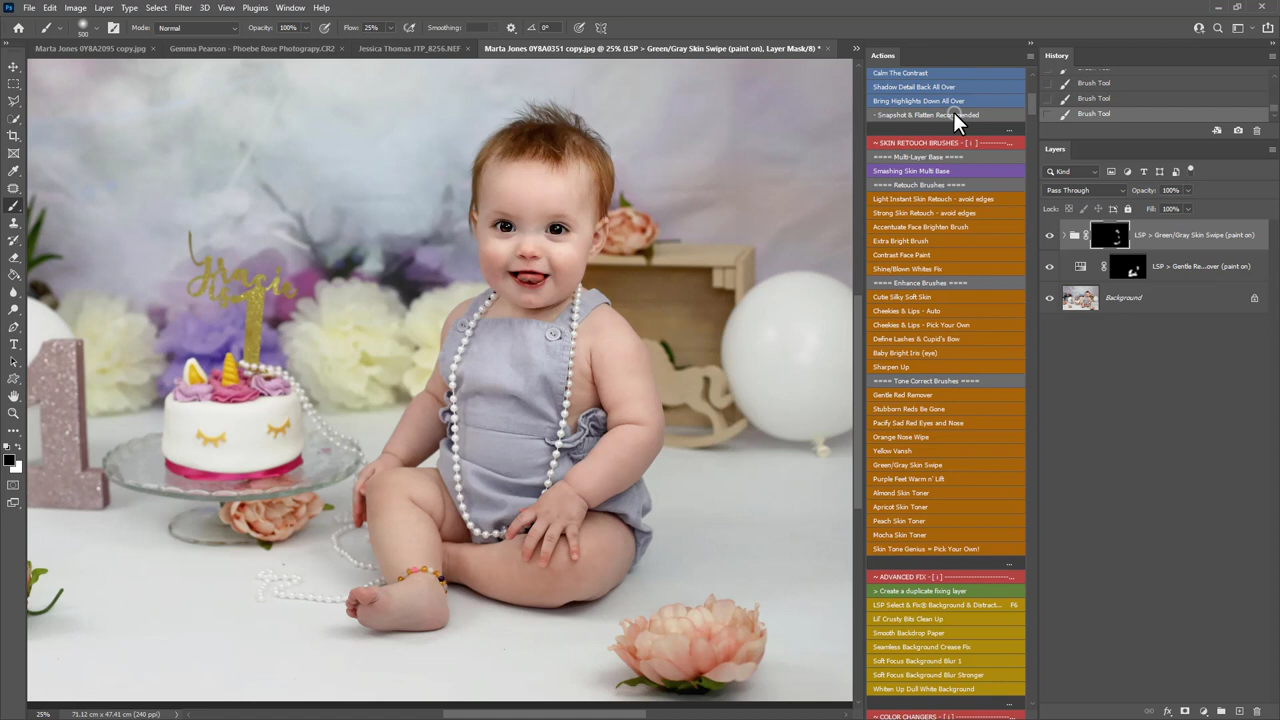 File Edit Image Layer Type Select Filter 3D View Plugins Window Help
500 Mode: Normal Opacity: 100% Flow: 25% Smoothing: 0°
Marta Jones 0Y8A2095 copy.jpg × Gemma Pearson - Phoebe Rose Photography.CR2 × Jessica Thomas JTP_8256.NEF × Marta Jones 0Y8A0351 copy.jpg @ 25% (LSP > Green/Gray Skin Swipe (paint on), Layer Mask/8) * ×
Actions
Calm The Contrast
Shadow Detail Back All Over
Bring Highlights Down All Over
- Snapshot & Flatten Recommended
...
~ SKIN RETOUCH BRUSHES - [ i ] ----------...
==== Multi-Layer Base ====
Smashing Skin Multi Base
==== Retouch Brushes ====
Light Instant Skin Retouch - avoid edges
Strong Skin Retouch - avoid edges
Accentuate Face Brighten Brush
Extra Bright Brush
Contrast Face Paint
Shine/Blown Whites Fix
==== Enhance Brushes ====
Cutie Silky Soft Skin
Cheekies & Lips - Auto
Cheekies & Lips - Pick Your Own
Define Lashes & Cupid's Bow
Baby Bright Iris (eye)
Sharpen Up
==== Tone Correct Brushes ====
Gentle Red Remover
Stubborn Reds Be Gone
Pacify Sad Red Eyes and Nose
Orange Nose Wipe
Yellow Vansh
Green/Gray Skin Swipe
Purple Feet Warm n' Lift
Almond Skin Toner
Apricot Skin Toner
Peach Skin Toner
Mocha Skin Toner
Skin Tone Genius = Pick Your Own!
...
~ ADVANCED FIX - [ i ] ------------------------...
> Create a duplicate fixing layer
LSP Select & Fix® Background & Distract... F6
Lil' Crusty Bits Clean Up
Smooth Backdrop Paper
Seamless Background Crease Fix
Soft Focus Background Blur 1
Soft Focus Background Blur Stronger
Whiten Up Dull White Background
...
~ COLOR CHANGERS - [ i ] -------------------...
History
Brush Tool
Brush Tool
Brush Tool
Layers
Kind
Pass Through Opacity: 100%
Lock: Fill: 100%
LSP > Green/Gray Skin Swipe (paint on)
LSP > Gentle Re...over (paint on)
Background
25% 71.12 cm x 47.41 cm (240 ppi)